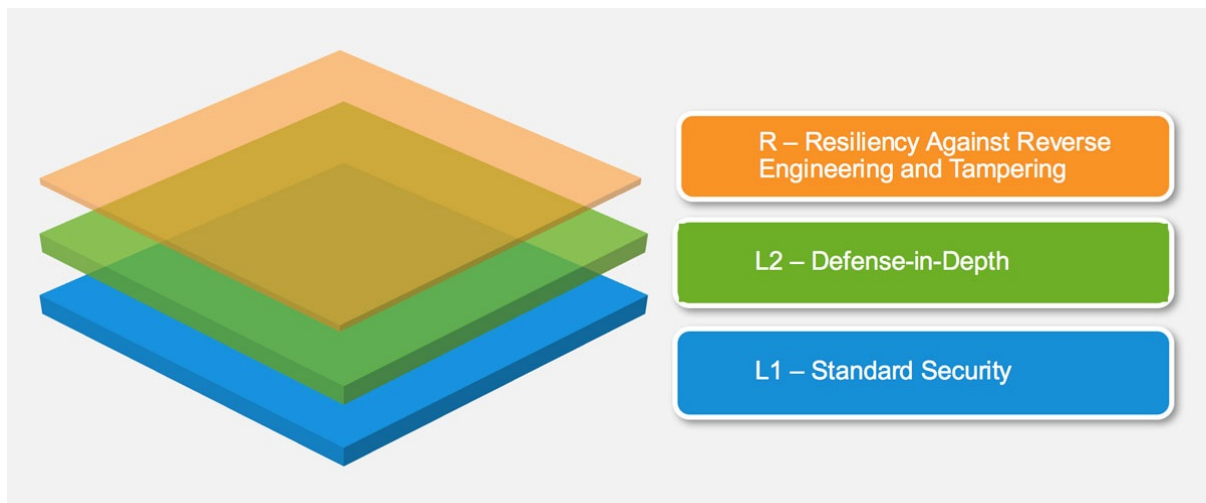 R – Resiliency Against Reverse
Engineering and Tampering
L2 – Defense-in-Depth
L1 – Standard Security